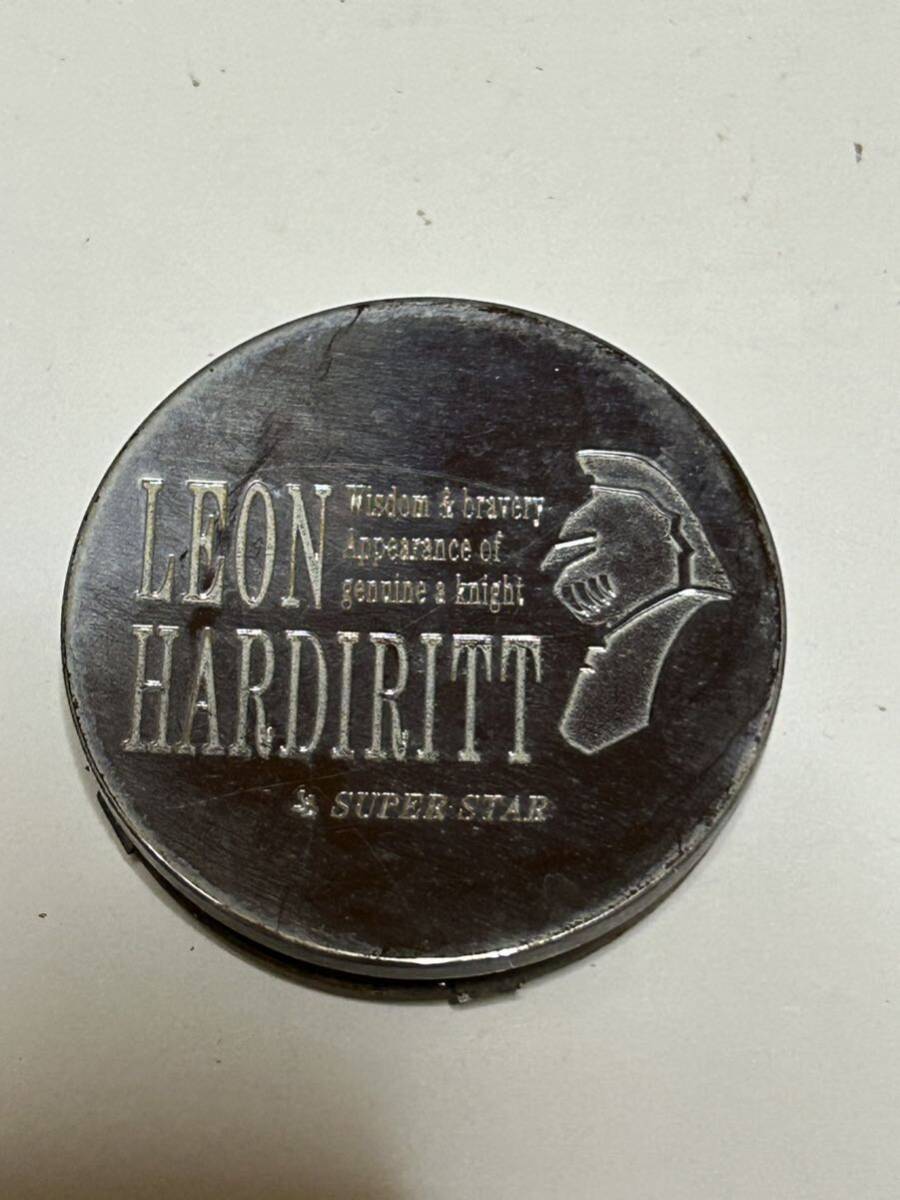 LEON
Wisdom & bravery
Appearance of
genuine a knight
HARDIRITT
SUPER STAR